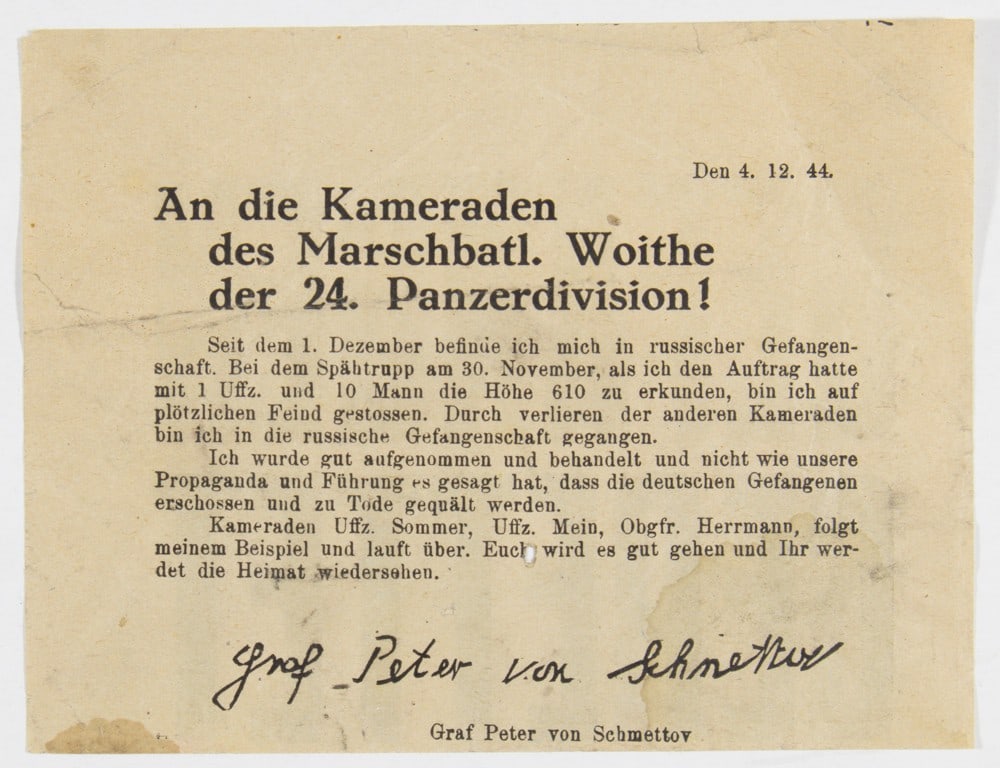 Den 4. 12. 44.
An die Kameraden
des Marschbatl. Woithe
der 24. Panzerdivision!
Seit dem 1. Dezember befinde ich mich in russischer Gefangen-
schaft. Bei dem Spähtrupp am 30. November, als ich den Auftrag hatte
mit 1 Uffz. und 10 Mann die Höhe 610 zu erkunden, bin ich auf
plötzlichen Feind gestossen. Durch verlieren der anderen Kameraden
bin ich in die russische Gefangenschaft gegangen.
Ich wurde gut aufgenommen und behandelt und nicht wie unsere
Propaganda und Führung es gesagt hat, dass die deutschen Gefangenen
erschossen und zu Tode gequält werden.
Kameraden Uffz. Sommer, Uffz. Mein, Obgfr. Herrmann, folgt
meinem Beispiel und lauft über. Euch wird es gut gehen und Ihr wer-
det die Heimat wiedersehen.
Graf Peter von Schmettov
Graf Peter von Schmettov